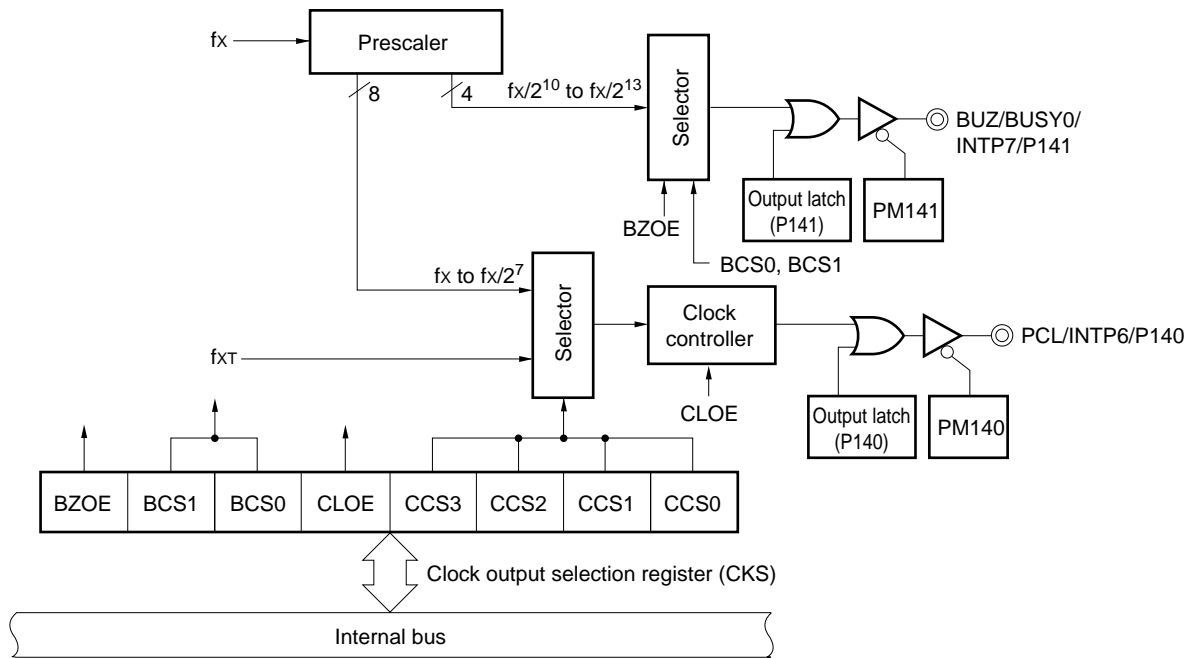 fX
Prescaler
8
4
fX/2¹⁰ to fX/2¹³
Selector
BUZ/BUSY0/
INTP7/P141
Output latch
(P141)
PM141
BZOE
BCS0, BCS1
fX to fX/2⁷
Selector
Clock
controller
PCL/INTP6/P140
fXT
CLOE
Output latch
(P140)
PM140
BZOE BCS1 BCS0 CLOE CCS3 CCS2 CCS1 CCS0
Clock output selection register (CKS)
Internal bus